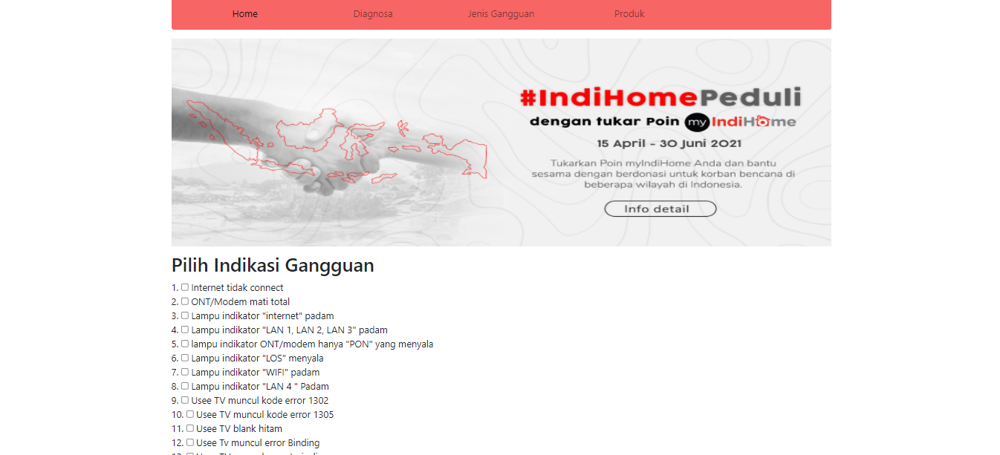 Home Diagnosa Jenis Gangguan Produk
#IndiHomePeduli
dengan tukar Poin my IndiHome
15 April - 30 Juni 2021
Tukarkan Poin myIndiHome Anda dan bantu
sesama dengan berdonasi untuk korban bencana di
beberapa wilayah di Indonesia.
Info detail
Pilih Indikasi Gangguan
1. Internet tidak connect
2. ONT/Modem mati total
3. Lampu indikator "internet" padam
4. Lampu indikator "LAN 1, LAN 2, LAN 3" padam
5. lampu indikator ONT/modem hanya "PON" yang menyala
6. Lampu indikator "LOS" menyala
7. Lampu indikator "WIFI" padam
8. Lampu indikator "LAN 4 " Padam
9. Usee TV muncul kode error 1302
10. Usee TV muncul kode error 1305
11. Usee TV blank hitam
12. Usee Tv muncul error Binding